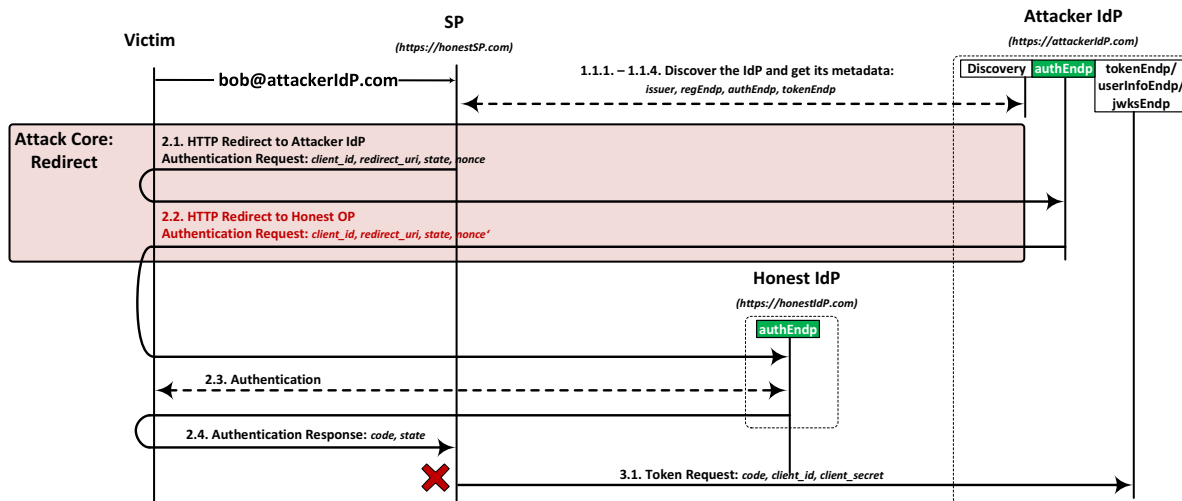 SP
(https://honestSP.com)
Attacker IdP
(https://attackerIdP.com)
Victim
bob@attackerIdP.com
1.1.1. – 1.1.4. Discover the IdP and get its metadata:
issuer, regEndp, authEndp, tokenEndp
Discovery
authEndp
tokenEndp/
userInfoEndp/
jwksEndp
Attack Core:
Redirect
2.1. HTTP Redirect to Attacker IdP
Authentication Request: client_id, redirect_uri, state, nonce
2.2. HTTP Redirect to Honest OP
Authentication Request: client_id, redirect_uri, state, nonce‘
Honest IdP
(https://honestIdP.com)
authEndp
2.3. Authentication
2.4. Authentication Response: code, state
3.1. Token Request: code, client_id, client_secret